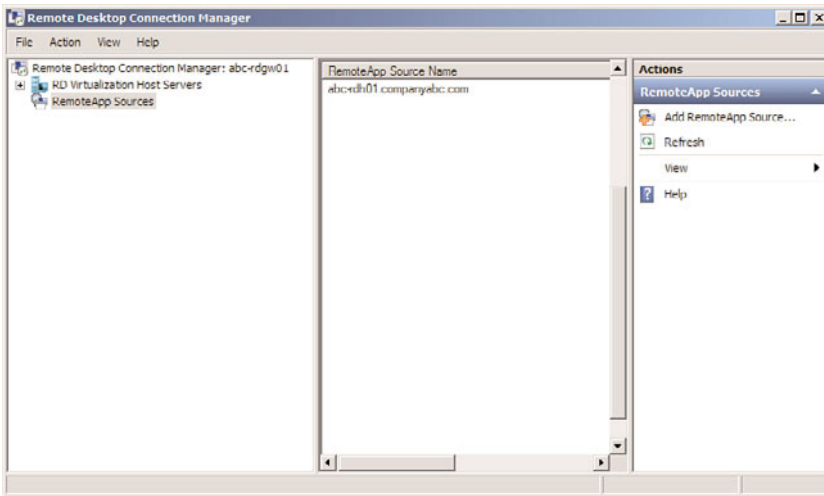 Remote Desktop Connection Manager
File Action View Help
Remote Desktop Connection Manager: abc-rdgw01
RD Virtualization Host Servers
RemoteApp Sources
RemoteApp Source Name
abc-rdh01.companyabc.com
Actions
RemoteApp Sources
Add RemoteApp Source...
Refresh
View
Help